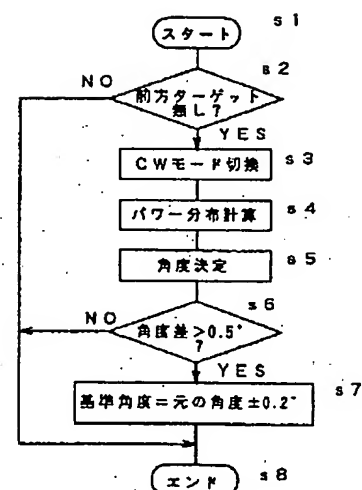 スタート s1
s2
NO
前方ターゲット
無し?
YES
CWモード切換 s3
パワー分布計算 s4
角度決定 s5
s6
NO
角度差>0.5°
?
YES
基準角度=元の角度±0.2° s7
エンド s8